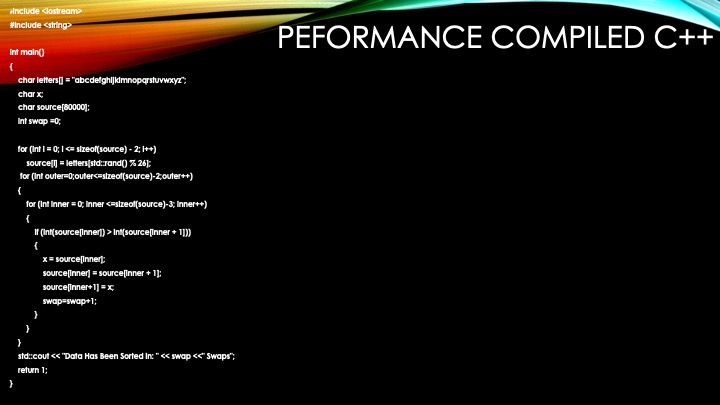 PEFORMANCE COMPILED C++
#include <iostream>
#include <string>
int main()
{
char letters[] = "abcdefghijklmnopqrstuvwxyz";
char x;
char source[80000];
int swap =0;
for (int i = 0; i <= sizeof(source) - 2; i++)
source[i] = letters[std::rand() % 26];
for (int outer=0;outer<=sizeof(source)-2;outer++)
{
for (int inner = 0; inner <=sizeof(source)-3; inner++)
{
if (int(source[inner]) > int(source[inner + 1]))
{
x = source[inner];
source[inner] = source[inner + 1];
source[inner+1] = x;
swap=swap+1;
}
}
}
std::cout << "Data Has Been Sorted in: " << swap <<" Swaps";
return 1;
}